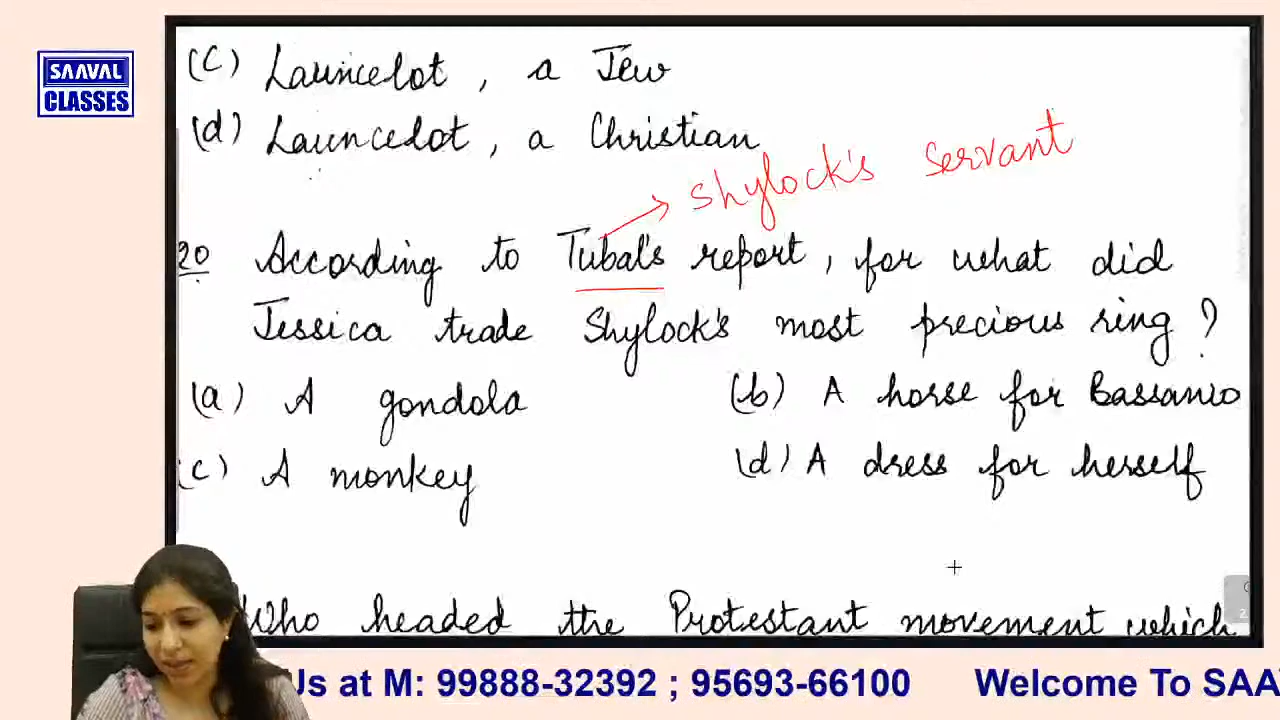 SAAVAL
CLASSES
(c) Launcelot, a Jew
(d) Launcelot, a Christian
Shylock's servant
20 According to Tubal's report, for what did
Jessica trade Shylock's most precious ring?
(a) A gondola
(b) A horse for Bassanio
(c) A monkey
(d) A dress for herself
Who headed the Protestant movement which
Us at M: 99888-32392 ; 95693-66100 Welcome To SAA